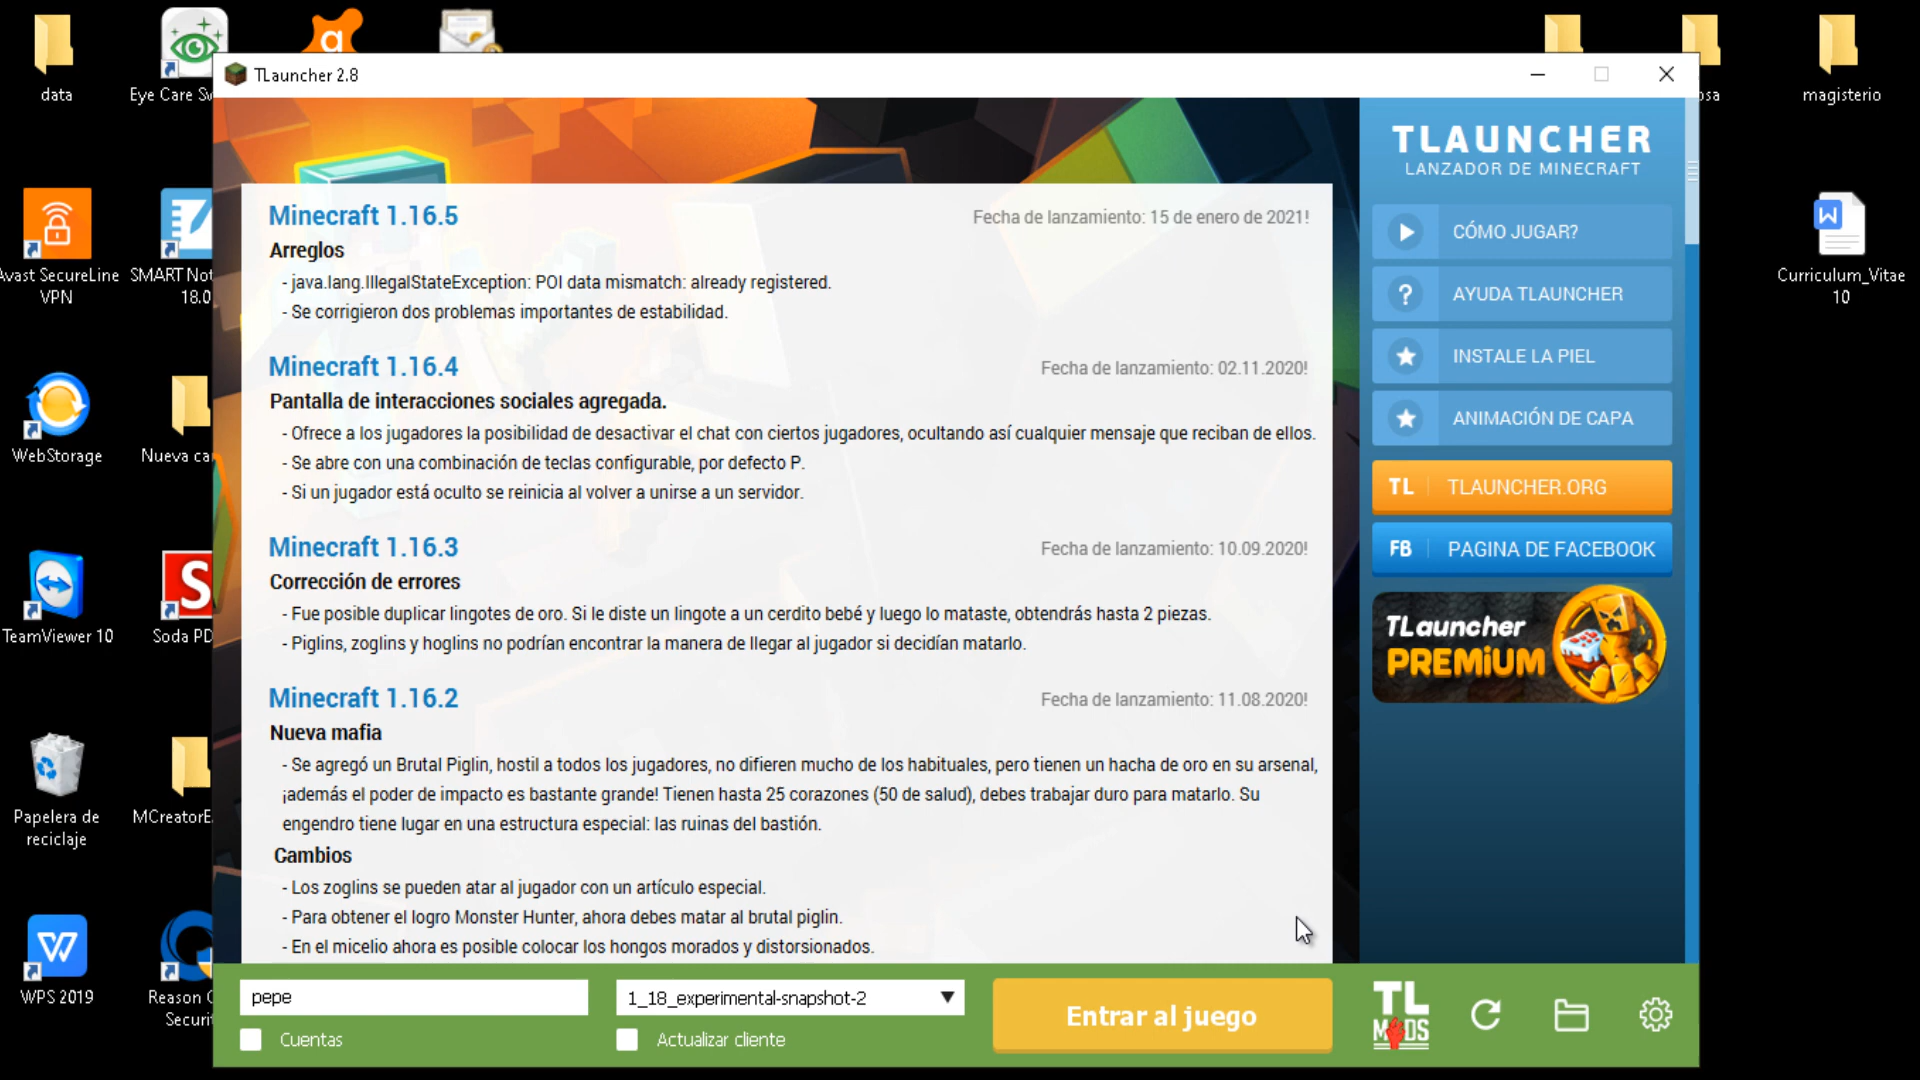 data
Eye Care Sw
osa
magisterio
Avast SecureLine
VPN
SMART Not
18.0
Curriculum_Vitae
10
WebStorage
Nueva ca
TeamViewer 10
Soda PD
Papelera de
reciclaje
MCreatorE
WPS 2019
Reason C
Securit
TLauncher 2.8
Minecraft 1.16.5
Fecha de lanzamiento: 15 de enero de 2021!
Arreglos
- java.lang.IllegalStateException: POI data mismatch: already registered.
- Se corrigieron dos problemas importantes de estabilidad.
Minecraft 1.16.4
Fecha de lanzamiento: 02.11.2020!
Pantalla de interacciones sociales agregada.
- Ofrece a los jugadores la posibilidad de desactivar el chat con ciertos jugadores, ocultando así cualquier mensaje que reciban de ellos.
- Se abre con una combinación de teclas configurable, por defecto P.
- Si un jugador está oculto se reinicia al volver a unirse a un servidor.
Minecraft 1.16.3
Fecha de lanzamiento: 10.09.2020!
Corrección de errores
- Fue posible duplicar lingotes de oro. Si le diste un lingote a un cerdito bebé y luego lo mataste, obtendrás hasta 2 piezas.
- Piglins, zoglins y hoglins no podrían encontrar la manera de llegar al jugador si decidían matarlo.
Minecraft 1.16.2
Fecha de lanzamiento: 11.08.2020!
Nueva mafia
- Se agregó un Brutal Piglin, hostil a todos los jugadores, no difieren mucho de los habituales, pero tienen un hacha de oro en su arsenal,
¡además el poder de impacto es bastante grande! Tienen hasta 25 corazones (50 de salud), debes trabajar duro para matarlo. Su
engendro tiene lugar en una estructura especial: las ruinas del bastión.
Cambios
- Los zoglins se pueden atar al jugador con un artículo especial.
- Para obtener el logro Monster Hunter, ahora debes matar al brutal piglin.
- En el micelio ahora es posible colocar los hongos morados y distorsionados.
TLAUNCHER
LANZADOR DE MINECRAFT
CÓMO JUGAR?
AYUDA TLAUNCHER
INSTALE LA PIEL
ANIMACIÓN DE CAPA
TL TLAUNCHER.ORG
FB PAGINA DE FACEBOOK
TLauncher
PREMiUM
pepe
1_18_experimental-snapshot-2
Entrar al juego
TL
MODS
Cuentas
Actualizar cliente